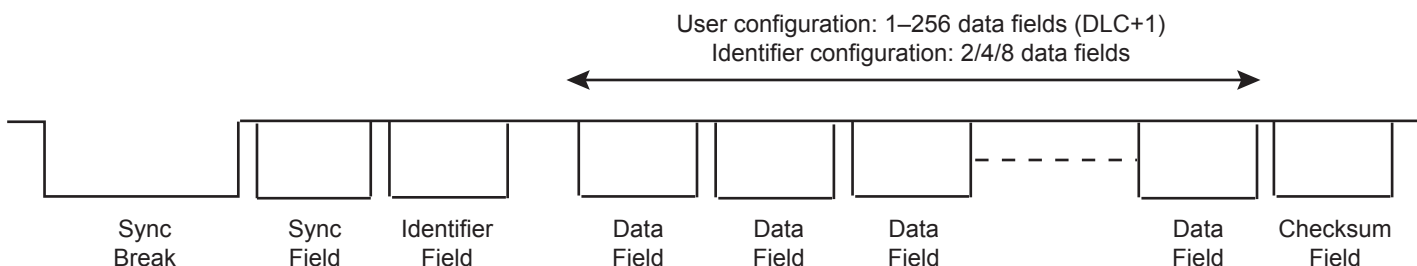 User configuration: 1–256 data fields (DLC+1)
Identifier configuration: 2/4/8 data fields
Sync Break
Sync Field
Identifier Field
Data Field
Data Field
Data Field
Data Field
Checksum Field